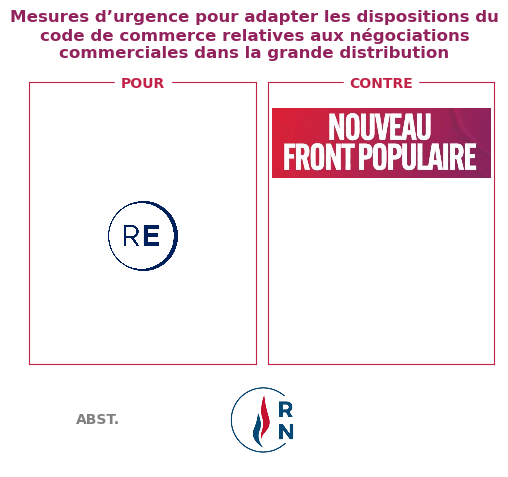 Mesures d’urgence pour adapter les dispositions du
code de commerce relatives aux négociations
commerciales dans la grande distribution
POUR
CONTRE
NOUVEAU
FRONT POPULAIRE
RE
ABST.
R
N